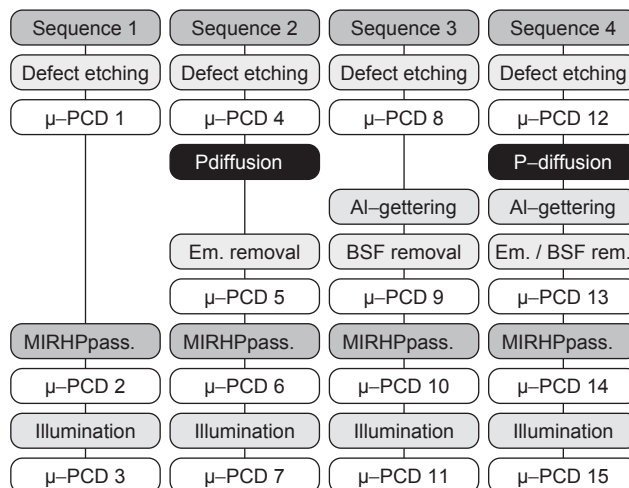 Sequence 1
Sequence 2
Sequence 3
Sequence 4
Defect etching
Defect etching
Defect etching
Defect etching
μ–PCD 1
μ–PCD 4
μ–PCD 8
μ–PCD 12
Pdiffusion
P–diffusion
Al–gettering
Al–gettering
Em. removal
BSF removal
Em. / BSF rem.
μ–PCD 5
μ–PCD 9
μ–PCD 13
MIRHPpass.
MIRHPpass.
MIRHPpass.
MIRHPpass.
μ–PCD 2
μ–PCD 6
μ–PCD 10
μ–PCD 14
Illumination
Illumination
Illumination
Illumination
μ–PCD 3
μ–PCD 7
μ–PCD 11
μ–PCD 15